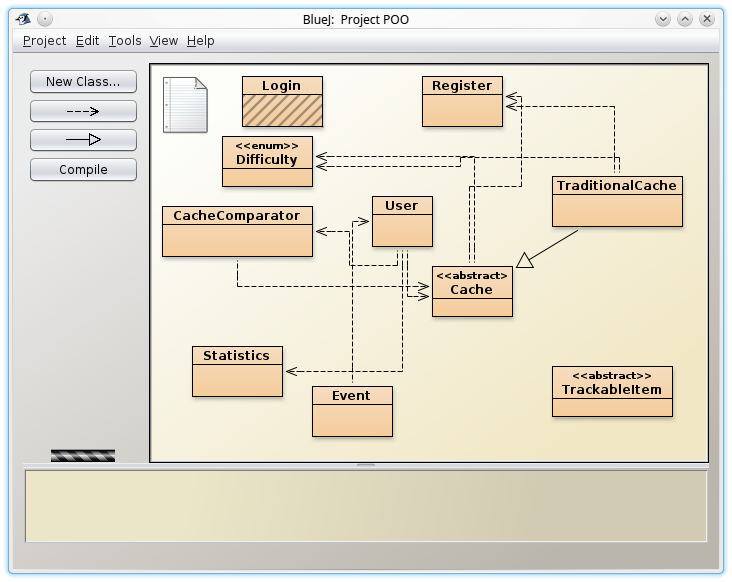 BlueJ:  Project POO
Project Edit Tools View Help
New Class...
Compile
Login
Register
<<enum>>
Difficulty
TraditionalCache
User
CacheComparator
<<abstract>>
Cache
Statistics
<<abstract>>
TrackableItem
Event